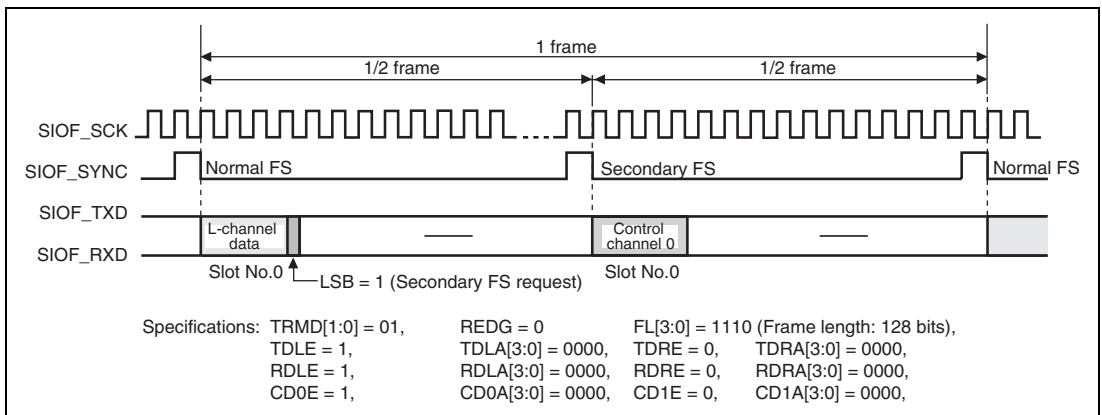 1 frame
1/2 frame 1/2 frame
SIOF_SCK
SIOF_SYNC Normal FS Secondary FS Normal FS
SIOF_TXD
L-channel data Control channel 0
SIOF_RXD
Slot No.0 LSB = 1 (Secondary FS request) Slot No.0
Specifications: TRMD[1:0] = 01, REDG = 0 FL[3:0] = 1110 (Frame length: 128 bits),
TDLE = 1, TDLA[3:0] = 0000, TDRE = 0, TDRA[3:0] = 0000,
RDLE = 1, RDLA[3:0] = 0000, RDRE = 0, RDRA[3:0] = 0000,
CD0E = 1, CD0A[3:0] = 0000, CD1E = 0, CD1A[3:0] = 0000,